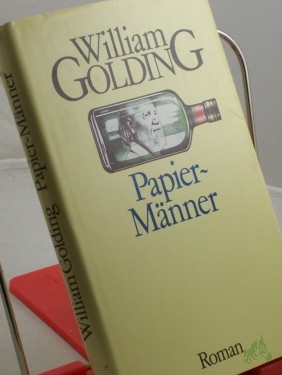 William
GOLDING
Papier-
Männer
Roman
William Golding Papier-Männer